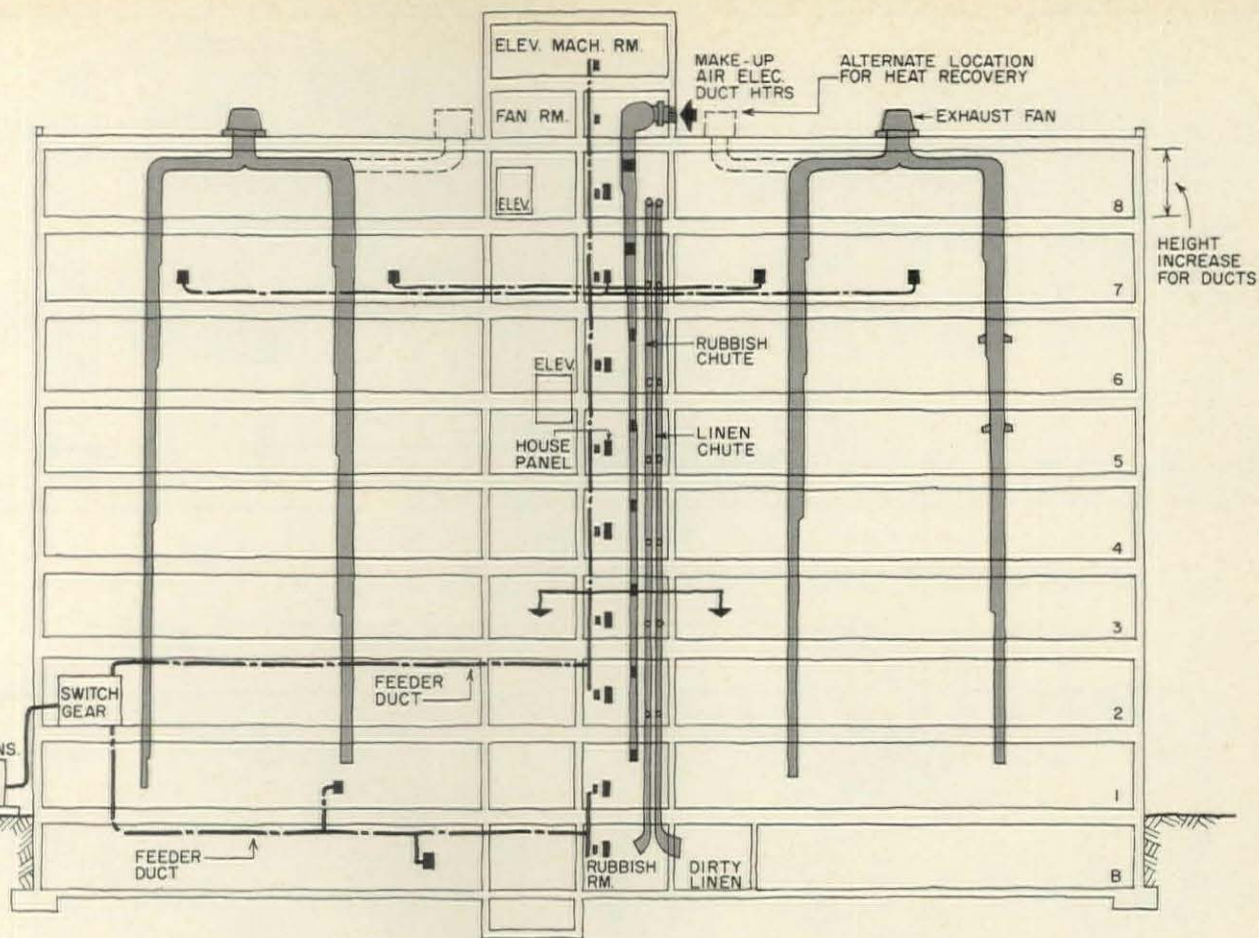 ELEV. MACH. RM.
MAKE-UP
AIR ELEC.
DUCT HTRS
ALTERNATE LOCATION
FOR HEAT RECOVERY
FAN RM.
EXHAUST FAN
ELEV.
8
HEIGHT
INCREASE
FOR DUCTS
7
RUBBISH
CHUTE
ELEV.
6
HOUSE
PANEL
LINEN
CHUTE
5
4
3
FEEDER
DUCT
SWITCH
GEAR
2
NS.
1
FEEDER
DUCT
RUBBISH
RM.
DIRTY
LINEN
B